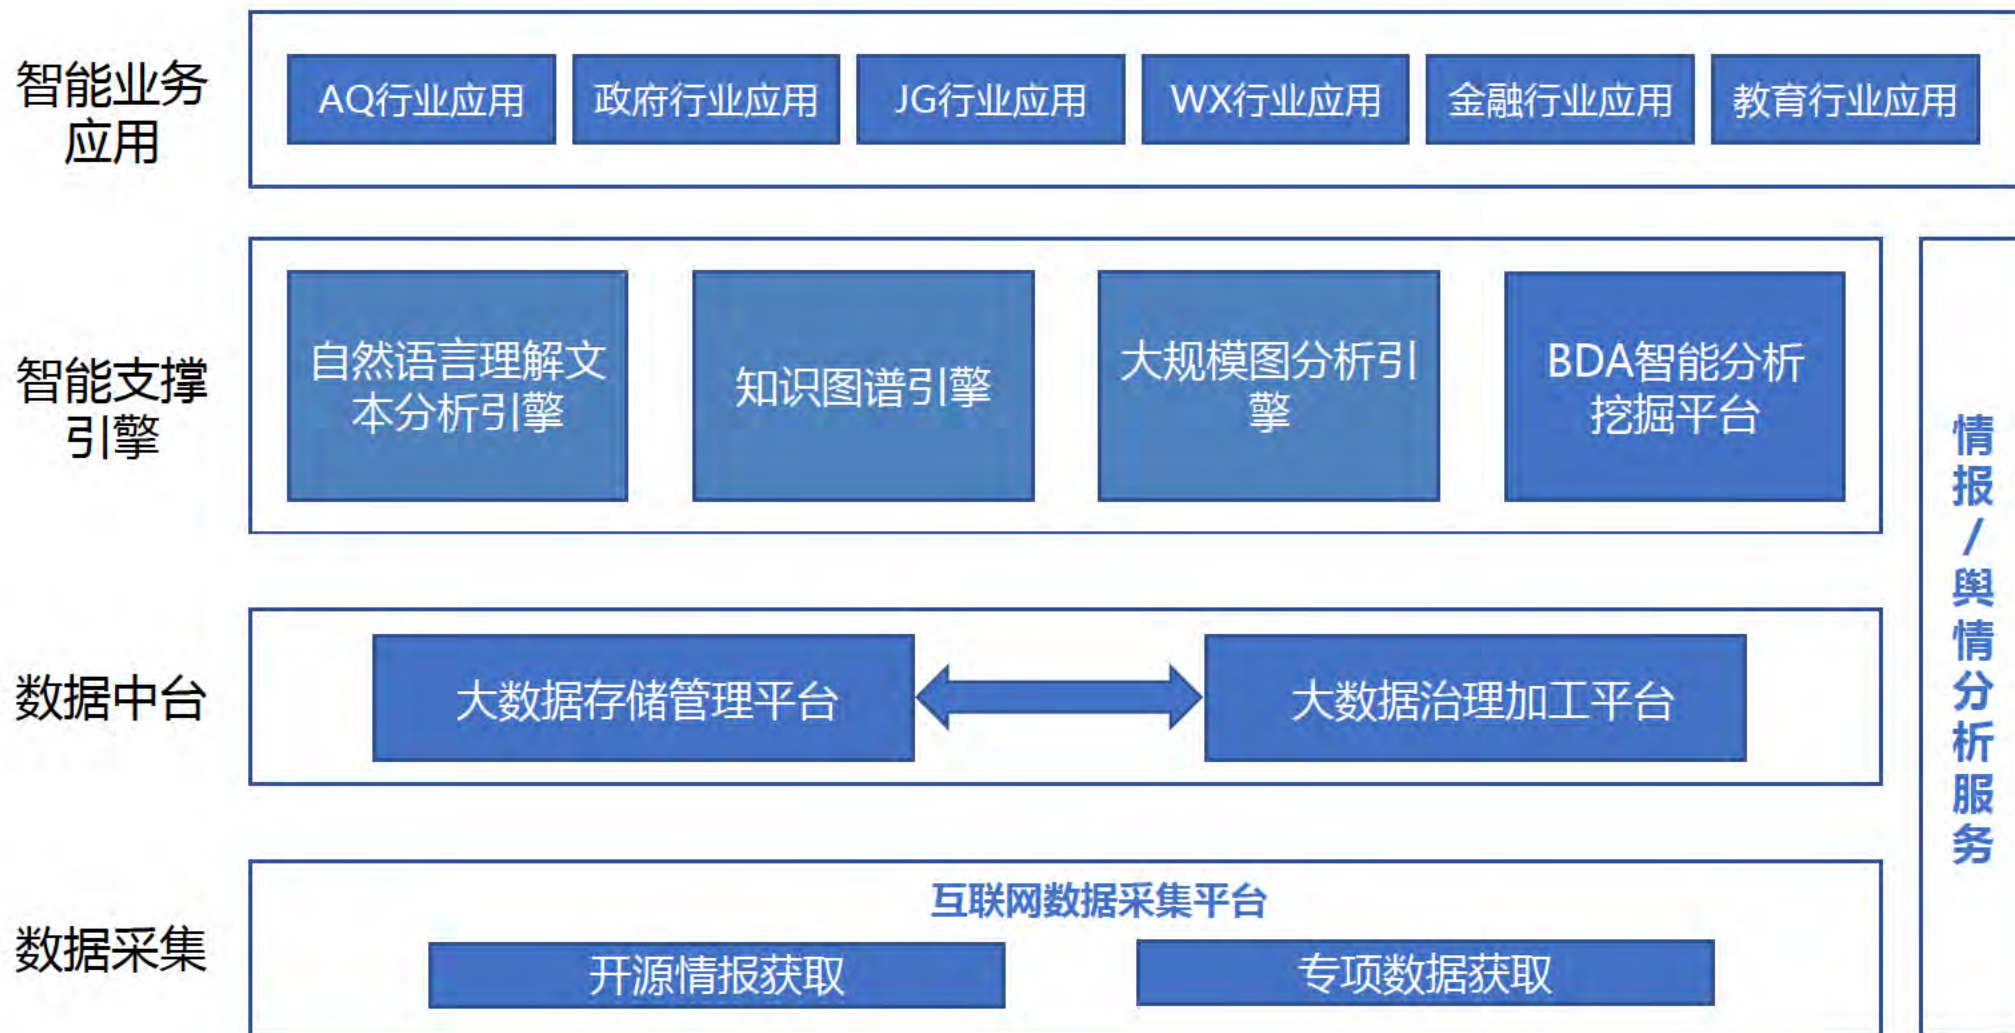 智能业务
应用
AQ行业应用
政府行业应用
JG行业应用
WX行业应用
金融行业应用
教育行业应用
智能支撑
引擎
自然语言理解文
本分析引擎
知识图谱引擎
大规模图分析引
擎
BDA智能分析
挖掘平台
数据中台
大数据存储管理平台
大数据治理加工平台
数据采集
互联网数据采集平台
开源情报获取
专项数据获取
情报/舆情分析服务